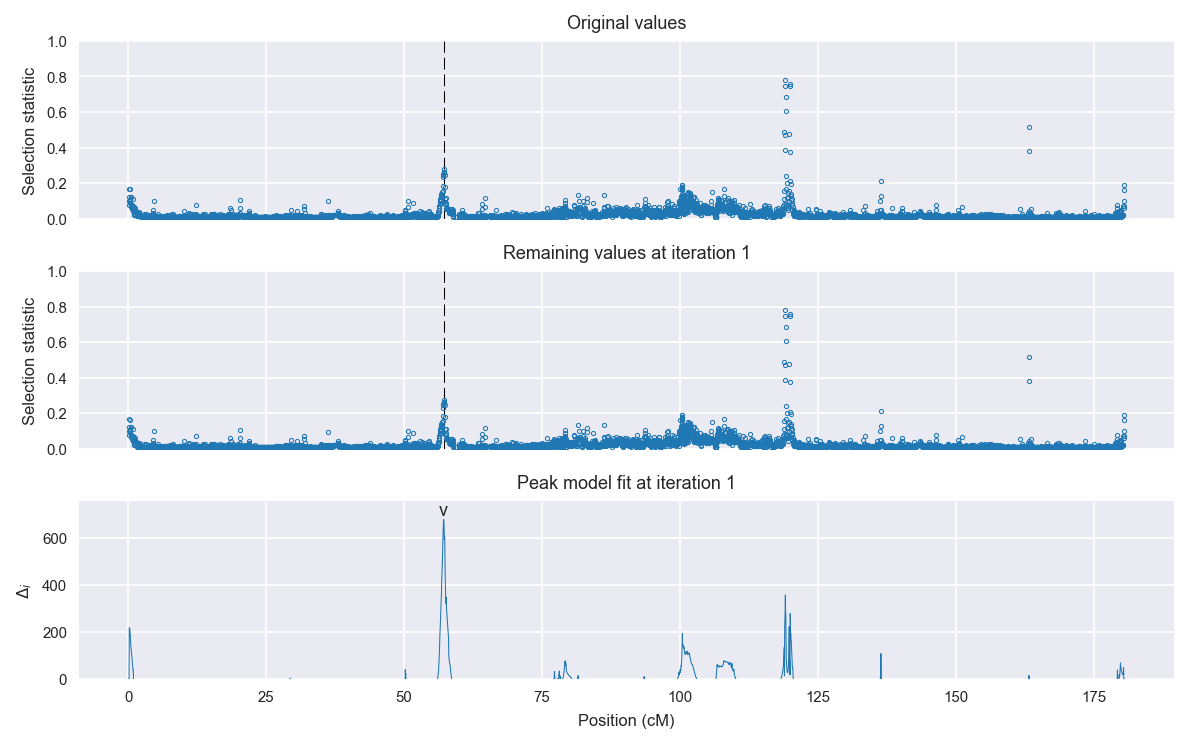 Original values
Selection statistic
1.0
0.8
0.6
0.4
0.2
0.0
Remaining values at iteration 1
Selection statistic
1.0
0.8
0.6
0.4
0.2
0.0
Peak model fit at iteration 1
v
Δi
600
400
200
0
0 25 50 75 100 125 150 175
Position (cM)